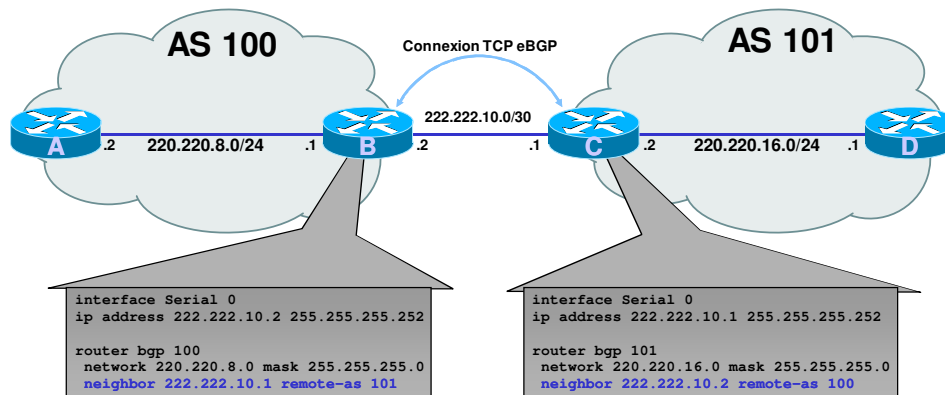 AS 100
AS 101
Connexion TCP eBGP
222.222.10.0/30
A
.2
220.220.8.0/24
.1
B
.2
.1
C
.2
220.220.16.0/24
.1
D
interface Serial 0
ip address 222.222.10.2 255.255.255.252
router bgp 100
network 220.220.8.0 mask 255.255.255.0
neighbor 222.222.10.1 remote-as 101
interface Serial 0
ip address 222.222.10.1 255.255.255.252
router bgp 101
network 220.220.16.0 mask 255.255.255.0
neighbor 222.222.10.2 remote-as 100